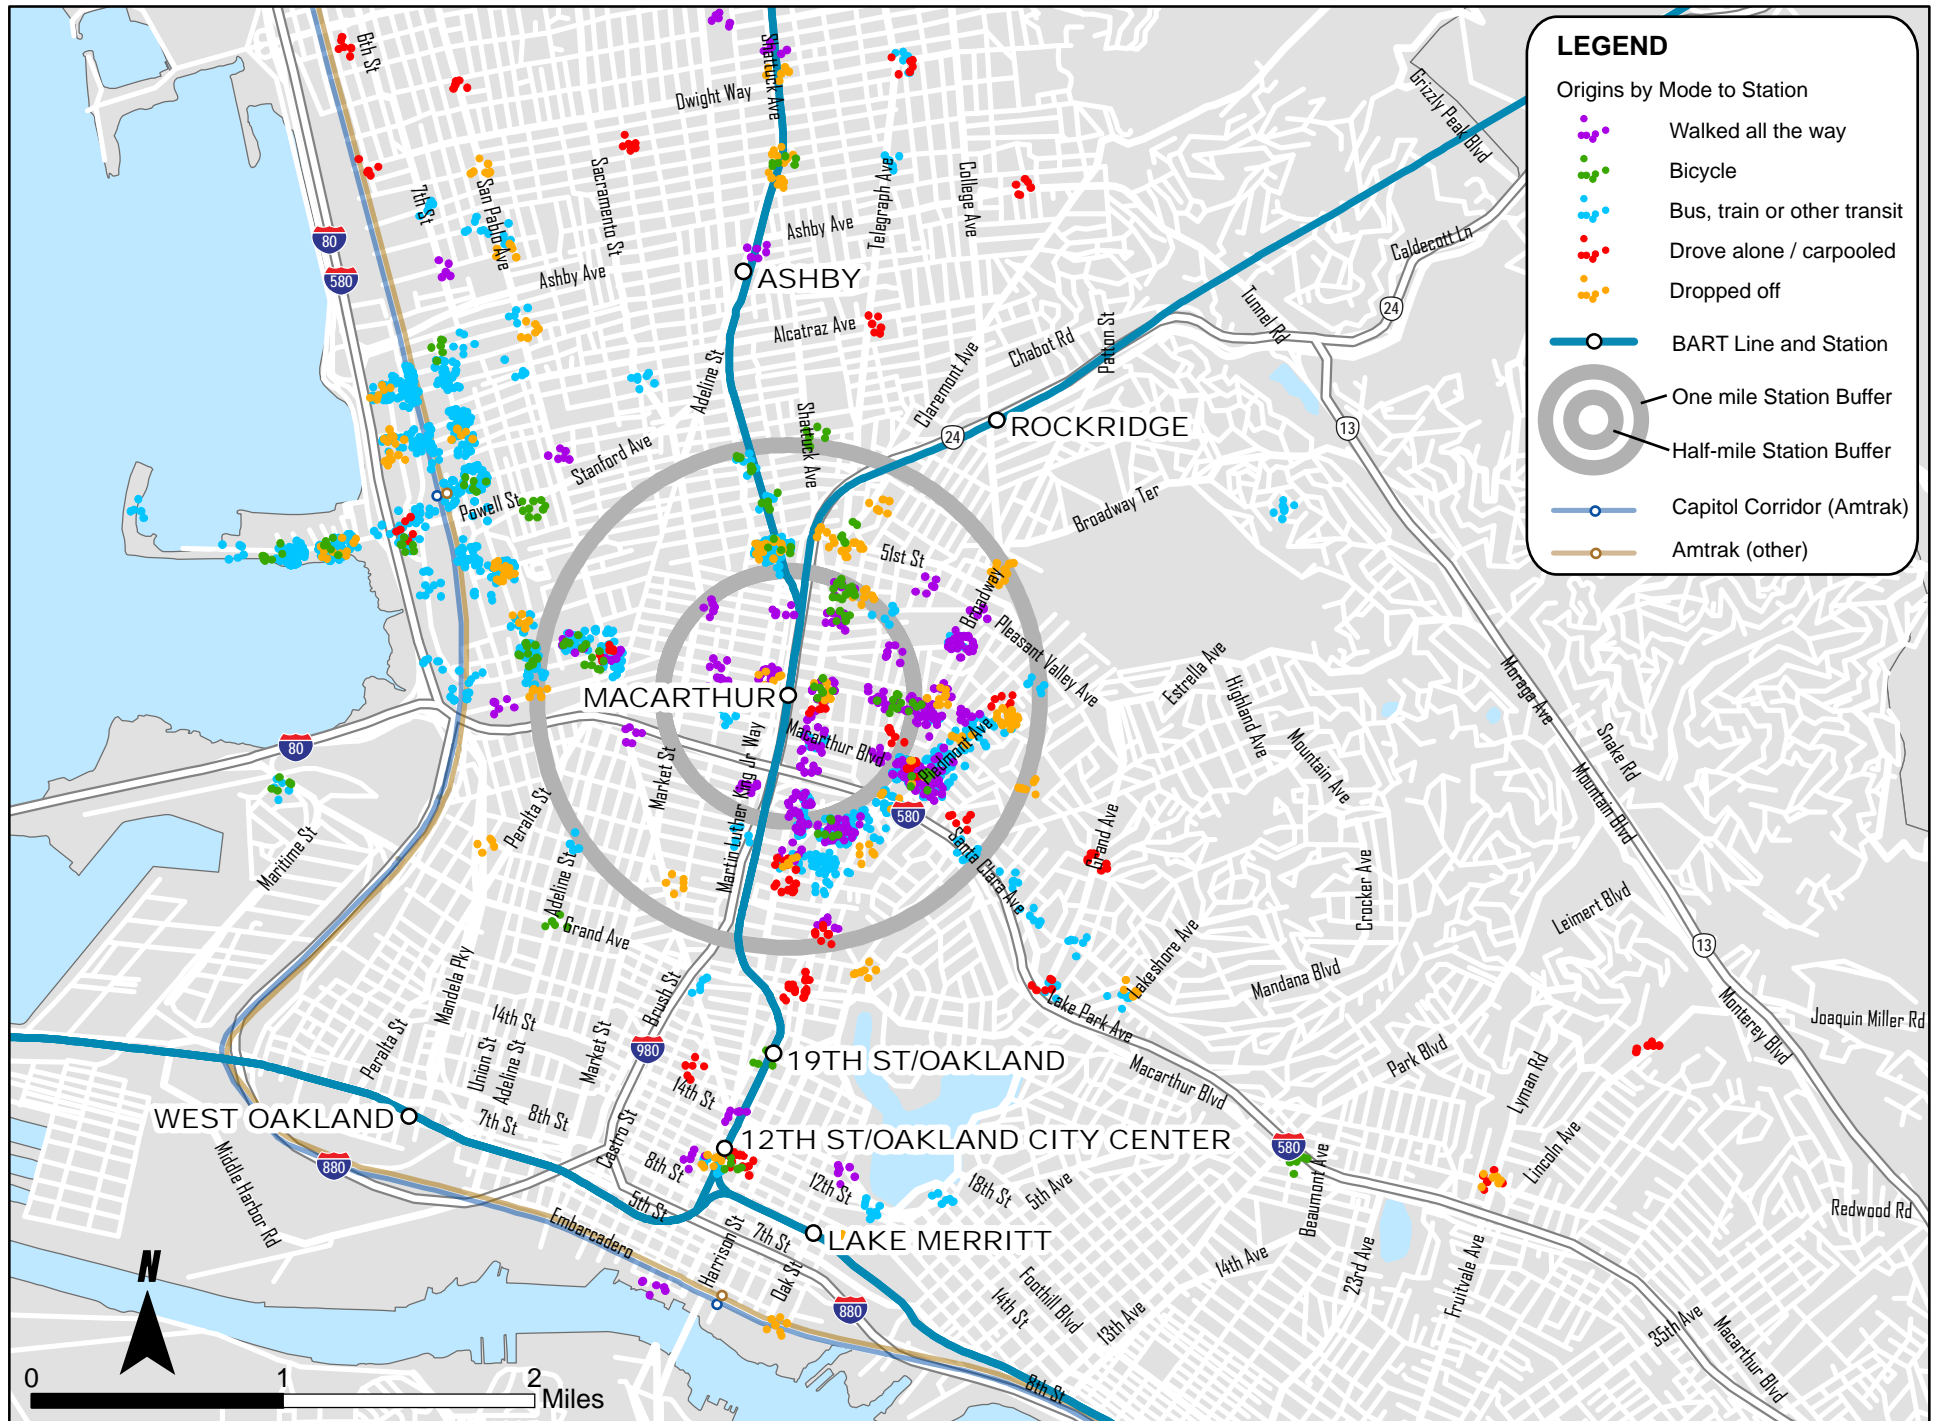 LEGEND
Origins by Mode to Station
Walked all the way
Bicycle
Bus, train or other transit
Drove alone / carpooled
Dropped off
BART Line and Station
One mile Station Buffer
Half-mile Station Buffer
Capitol Corridor (Amtrak)
Amtrak (other)
6th St
Shattuck Ave
Dwight Way
Grizzly Peak Blvd
Sacramento St
San Pablo Ave
7th St
Telegraph Ave
College Ave
Ashby Ave
Ashby Ave
Caldecott Ln
80
580
ASHBY
24
Tunnel Rd
Alcatraz Ave
Chabot Rd
Patton St
Adeline St
Claremont Ave
Shattuck Ave
ROCKRIDGE
24
13
Stanford Ave
Powell St
Broadway Ter
51st St
Broadway
Pleasant Valley Ave
Estrella Ave
Highland Ave
Moraga Ave
MACARTHUR
Macarthur Blvd
Piedmont Ave
Mountain Ave
Snake Rd
Mountain Blvd
80
Market St
Martin Luther King Jr Way
580
Peralta St
Maritime St
Santa Clara Ave
Grand Ave
Crocker Ave
Adeline St
Grand Ave
Leimert Blvd
13
Lakeshore Ave
Mandana Blvd
Mandela Pky
Brush St
Lake Park Ave
Monterey Blvd
Joaquin Miller Rd
14th St
Peralta St
Union St
Adeline St
Market St
980
19TH ST/OAKLAND
Macarthur Blvd
Park Blvd
Lyman Rd
14th St
WEST OAKLAND
7th St
8th St
Castro St
12TH ST/OAKLAND CITY CENTER
580
Beaumont Ave
Lincoln Ave
880
Middle Harbor Rd
8th St
12th St
18th St
5th Ave
5th St
Redwood Rd
Embarcadero
Harrison St
7th St
LAKE MERRITT
Oak St
14th Ave
23rd Ave
Fruitvale Ave
Foothill Blvd
14th St
13th Ave
880
35th Ave
Macarthur Blvd
8th St
N
0 1 2
Miles